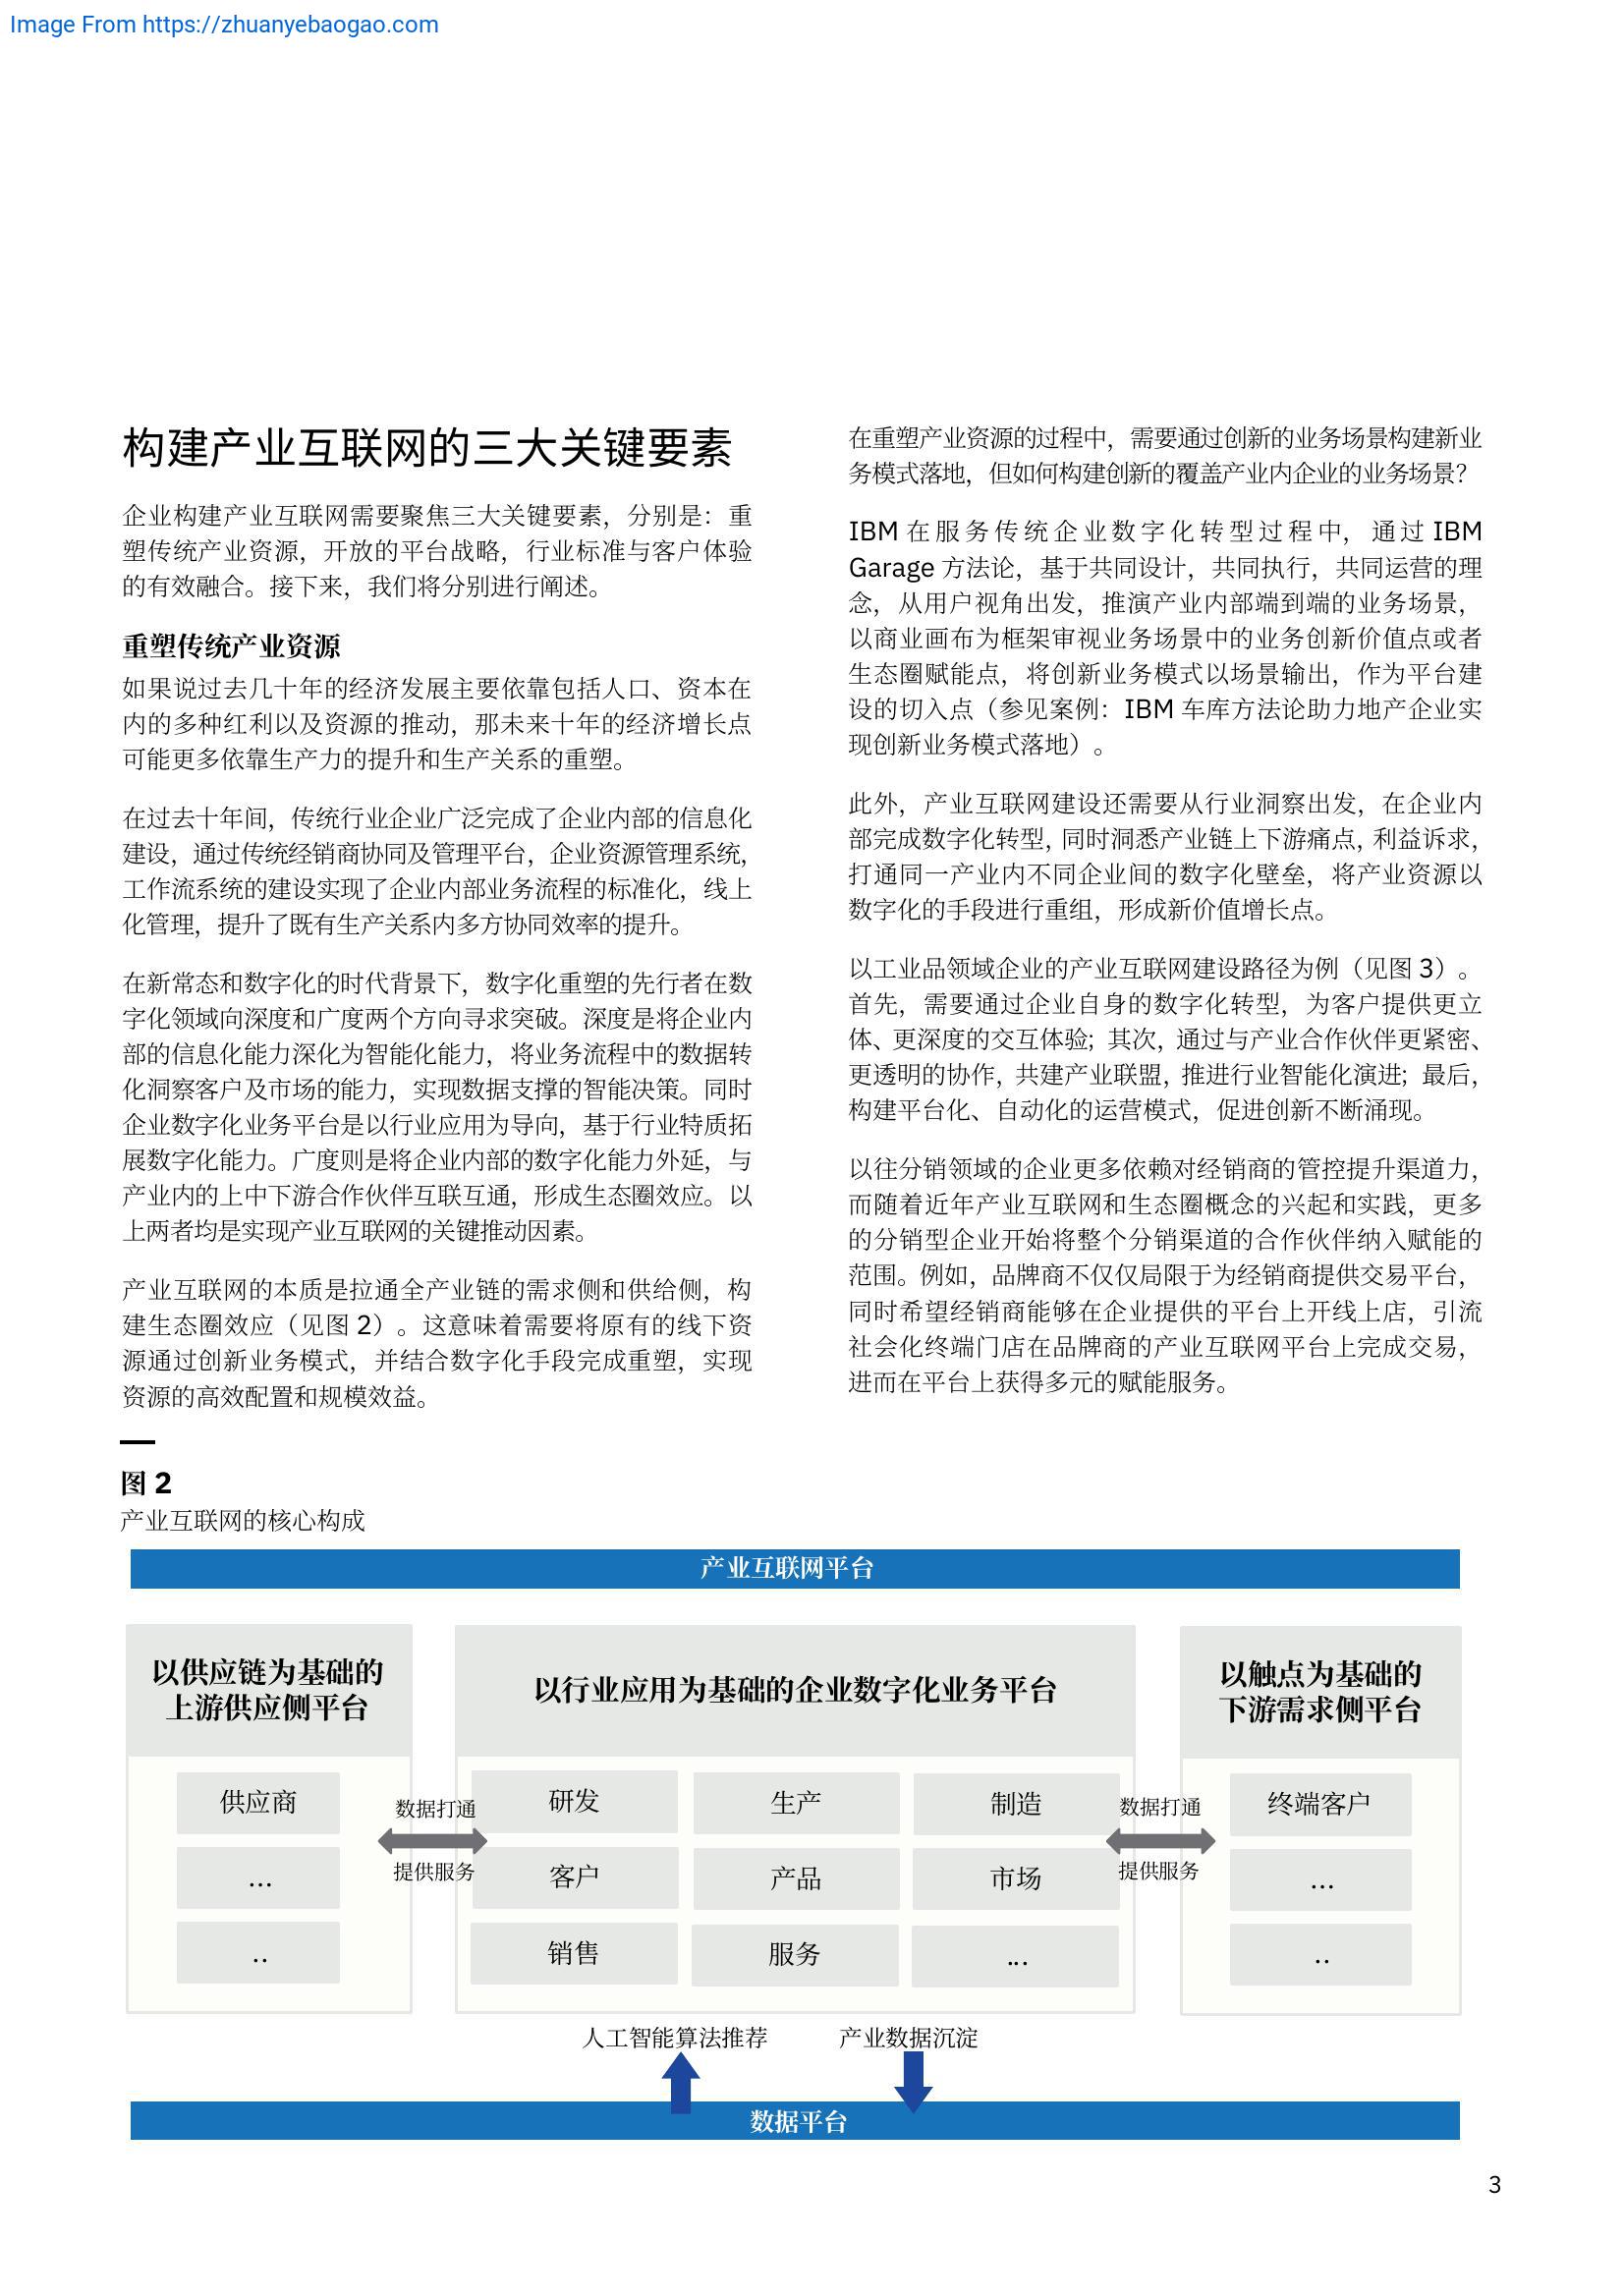 Image From https://zhuanyebaogao.com
构建产业互联网的三大关键要素
企业构建产业互联网需要聚焦三大关键要素，分别是：重
塑传统产业资源，开放的平台战略，行业标准与客户体验
的有效融合。接下来，我们将分别进行阐述。
重塑传统产业资源
如果说过去几十年的经济发展主要依靠包括人口、资本在
内的多种红利以及资源的推动，那未来十年的经济增长点
可能更多依靠生产力的提升和生产关系的重塑。
在过去十年间，传统行业企业广泛完成了企业内部的信息化
建设，通过传统经销商协同及管理平台，企业资源管理系统，
工作流系统的建设实现了企业内部业务流程的标准化，线上
化管理，提升了既有生产关系内多方协同效率的提升。
在新常态和数字化的时代背景下，数字化重塑的先行者在数
字化领域向深度和广度两个方向寻求突破。深度是将企业内
部的信息化能力深化为智能化能力，将业务流程中的数据转
化洞察客户及市场的能力，实现数据支撑的智能决策。同时
企业数字化业务平台是以行业应用为导向，基于行业特质拓
展数字化能力。广度则是将企业内部的数字化能力外延，与
产业内的上中下游合作伙伴互联互通，形成生态圈效应。以
上两者均是实现产业互联网的关键推动因素。
产业互联网的本质是拉通全产业链的需求侧和供给侧，构
建生态圈效应（见图 2）。这意味着需要将原有的线下资
源通过创新业务模式，并结合数字化手段完成重塑，实现
资源的高效配置和规模效益。
在重塑产业资源的过程中，需要通过创新的业务场景构建新业
务模式落地，但如何构建创新的覆盖产业内企业的业务场景？
IBM 在服务传统企业数字化转型过程中，通过 IBM
Garage 方法论，基于共同设计，共同执行，共同运营的理
念，从用户视角出发，推演产业内部端到端的业务场景，
以商业画布为框架审视业务场景中的业务创新价值点或者
生态圈赋能点，将创新业务模式以场景输出，作为平台建
设的切入点（参见案例：IBM 车库方法论助力地产企业实
现创新业务模式落地）。
此外，产业互联网建设还需要从行业洞察出发，在企业内
部完成数字化转型，同时洞悉产业链上下游痛点，利益诉求，
打通同一产业内不同企业间的数字化壁垒，将产业资源以
数字化的手段进行重组，形成新价值增长点。
以工业品领域企业的产业互联网建设路径为例（见图 3）。
首先，需要通过企业自身的数字化转型，为客户提供更立
体、更深度的交互体验；其次，通过与产业合作伙伴更紧密、
更透明的协作，共建产业联盟，推进行业智能化演进；最后，
构建平台化、自动化的运营模式，促进创新不断涌现。
以往分销领域的企业更多依赖对经销商的管控提升渠道力，
而随着近年产业互联网和生态圈概念的兴起和实践，更多
的分销型企业开始将整个分销渠道的合作伙伴纳入赋能的
范围。例如，品牌商不仅仅局限于为经销商提供交易平台，
同时希望经销商能够在企业提供的平台上开线上店，引流
社会化终端门店在品牌商的产业互联网平台上完成交易，
进而在平台上获得多元的赋能服务。
图 2
产业互联网的核心构成
产业互联网平台
以供应链为基础的
上游供应侧平台
供应商
...
..
数据打通
提供服务
以行业应用为基础的企业数字化业务平台
研发
生产
制造
客户
产品
市场
销售
服务
...
数据打通
提供服务
以触点为基础的
下游需求侧平台
终端客户
...
..
人工智能算法推荐
产业数据沉淀
数据平台
3